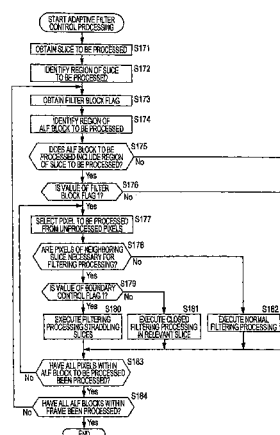 START ADAPTIVE FILTER
CONTROL PROCESSING
S171
OBTAIN SLICE TO BE PROCESSED
S172
IDENTIFY REGION OF SLICE
TO BE PROCESSED
S173
OBTAIN FILTER BLOCK FLAG
S174
IDENTIFY REGION OF
ALF BLOCK TO BE PROCESSED
S175
DOES ALF BLOCK TO BE
PROCESSED INCLUDE REGION
OF SLICE TO BE PROCESSED?
No
Yes
S176
IS VALUE OF FILTER
BLOCK FLAG 1?
No
Yes
S177
SELECT PIXEL TO BE PROCESSED
FROM UNPROCESSED PIXELS
S178
ARE PIXELS OF NEIGHBORING
SLICE NECESSARY FOR
FILTERING PROCESSING?
No
Yes
S179
IS VALUE OF BOUNDARY
CONTROL FLAG 1?
No
Yes
S180
EXECUTE FILTERING
PROCESSING STRADDLING
SLICES
S181
EXECUTE CLOSED
FILTERING PROCESSING
IN RELEVANT SLICE
S182
EXECUTE NORMAL
FILTERING PROCESSING
S183
HAVE ALL PIXELS WITHIN
ALF BLOCK TO BE PROCESSED
BEEN PROCESSED?
No
Yes
S184
HAVE ALL ALF BLOCKS WITHIN
FRAME BEEN PROCESSED?
No
Yes
END